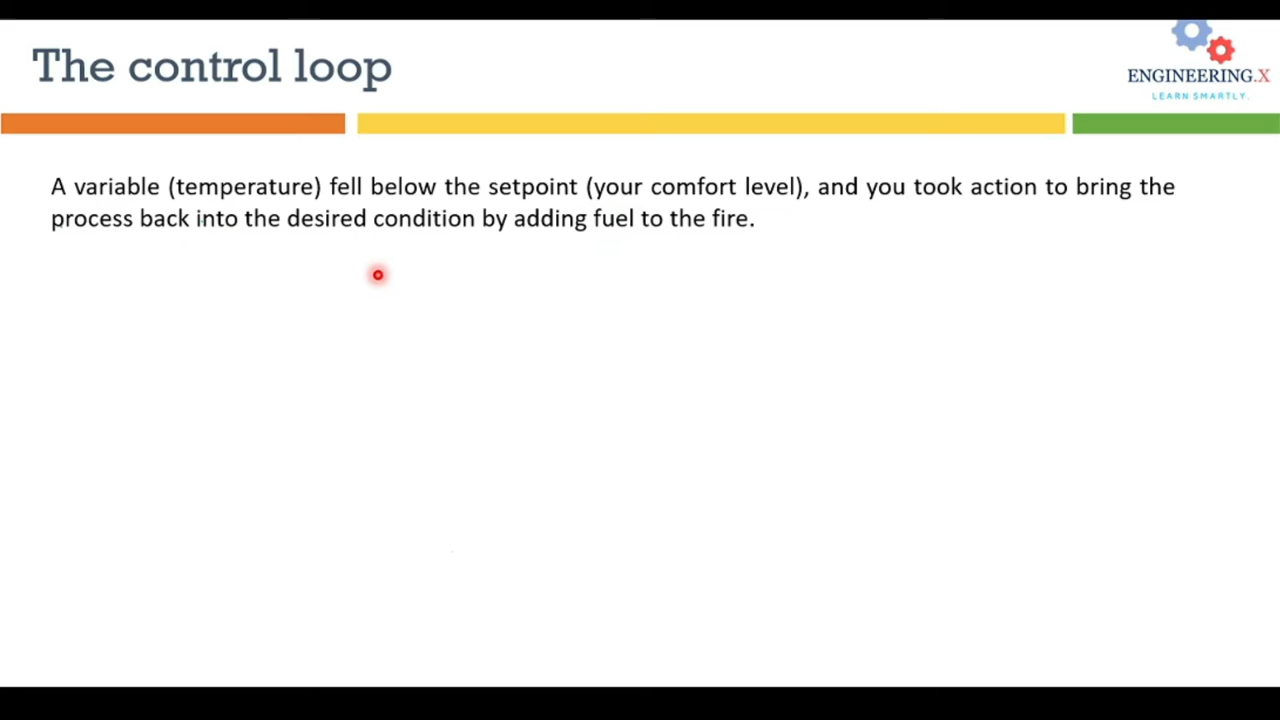 The control loop
ENGINEERING.X
LEARN SMARTLY.
A variable (temperature) fell below the setpoint (your comfort level), and you took action to bring the
process back into the desired condition by adding fuel to the fire.